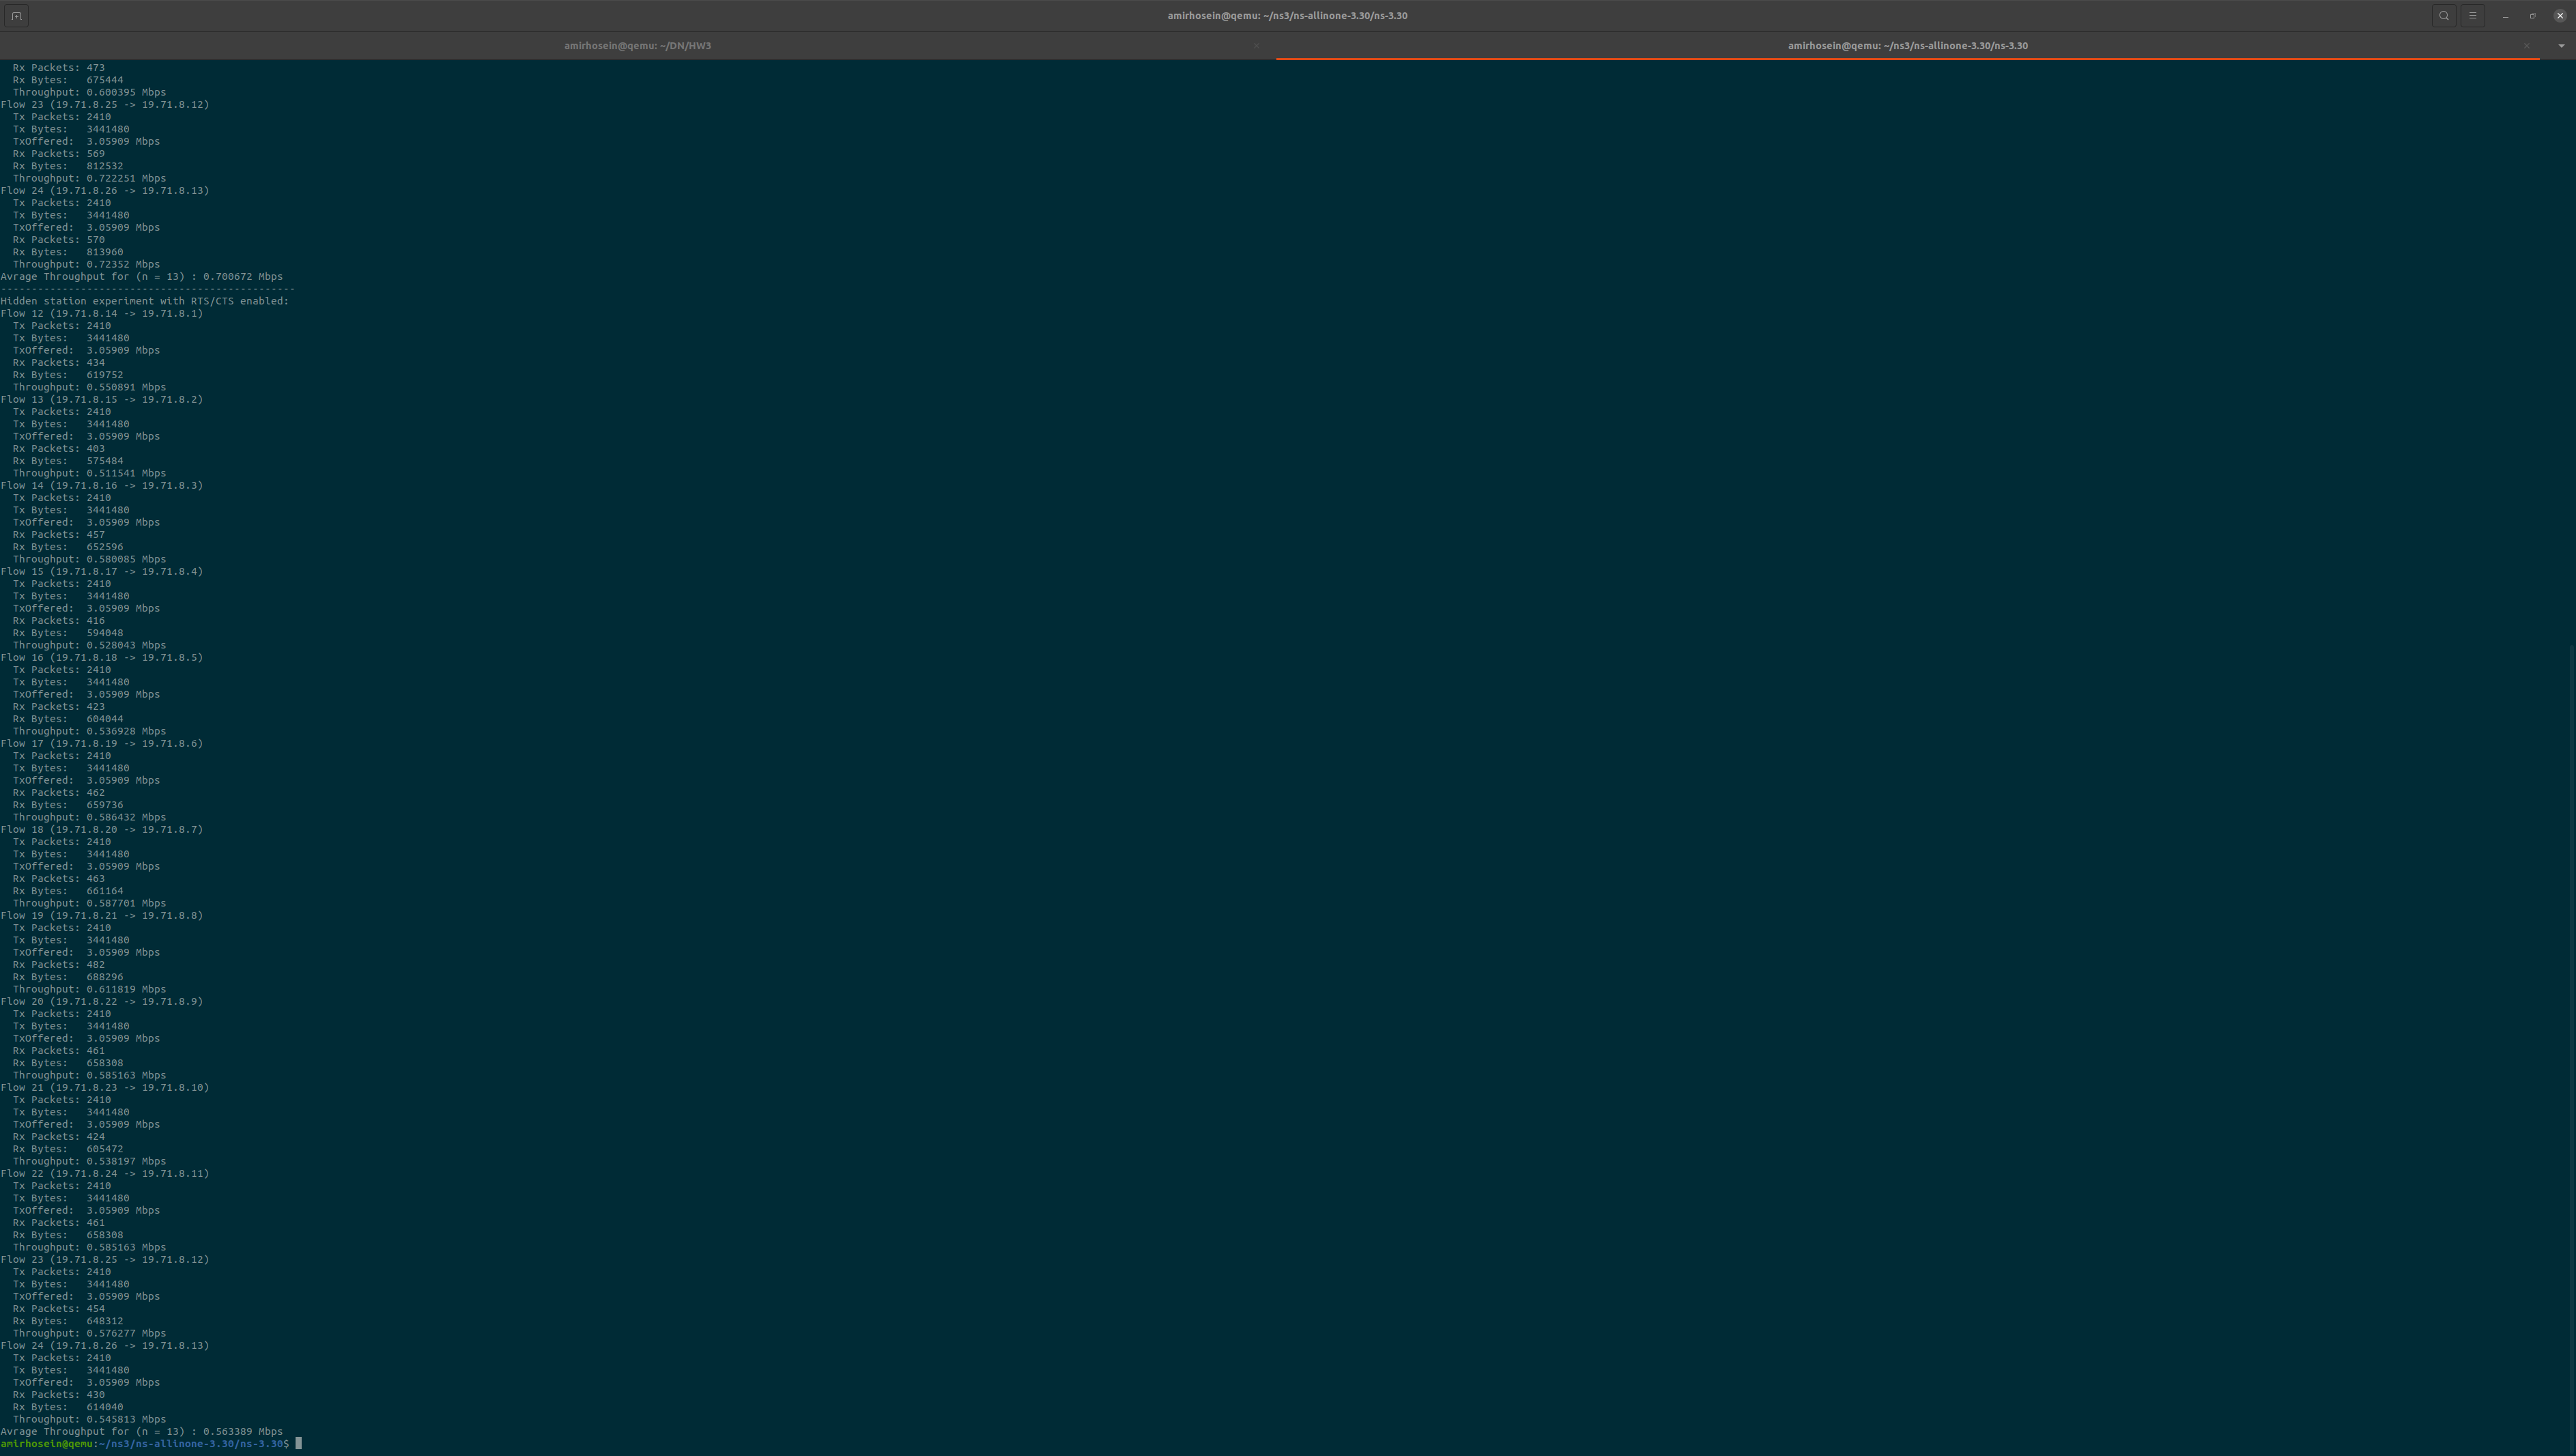 amirhosein@qemu: ~/ns3/ns-allinone-3.30/ns-3.30
amirhosein@qemu: ~/DN/HW3
amirhosein@qemu: ~/ns3/ns-allinone-3.30/ns-3.30
Rx Packets: 473
Rx Bytes:   675444
Throughput: 0.600395 Mbps
Flow 23 (19.71.8.25 -> 19.71.8.12)
Tx Packets: 2410
Tx Bytes:   3441480
TxOffered:  3.05909 Mbps
Rx Packets: 569
Rx Bytes:   812532
Throughput: 0.722251 Mbps
Flow 24 (19.71.8.26 -> 19.71.8.13)
Tx Packets: 2410
Tx Bytes:   3441480
TxOffered:  3.05909 Mbps
Rx Packets: 570
Rx Bytes:   813960
Throughput: 0.72352 Mbps
Avrage Throughput for (n = 13) : 0.700672 Mbps
------------------------------------------------
Hidden station experiment with RTS/CTS enabled:
Flow 12 (19.71.8.14 -> 19.71.8.1)
Tx Packets: 2410
Tx Bytes:   3441480
TxOffered:  3.05909 Mbps
Rx Packets: 434
Rx Bytes:   619752
Throughput: 0.550891 Mbps
Flow 13 (19.71.8.15 -> 19.71.8.2)
Tx Packets: 2410
Tx Bytes:   3441480
TxOffered:  3.05909 Mbps
Rx Packets: 403
Rx Bytes:   575484
Throughput: 0.511541 Mbps
Flow 14 (19.71.8.16 -> 19.71.8.3)
Tx Packets: 2410
Tx Bytes:   3441480
TxOffered:  3.05909 Mbps
Rx Packets: 457
Rx Bytes:   652596
Throughput: 0.580085 Mbps
Flow 15 (19.71.8.17 -> 19.71.8.4)
Tx Packets: 2410
Tx Bytes:   3441480
TxOffered:  3.05909 Mbps
Rx Packets: 416
Rx Bytes:   594048
Throughput: 0.528043 Mbps
Flow 16 (19.71.8.18 -> 19.71.8.5)
Tx Packets: 2410
Tx Bytes:   3441480
TxOffered:  3.05909 Mbps
Rx Packets: 423
Rx Bytes:   604044
Throughput: 0.536928 Mbps
Flow 17 (19.71.8.19 -> 19.71.8.6)
Tx Packets: 2410
Tx Bytes:   3441480
TxOffered:  3.05909 Mbps
Rx Packets: 462
Rx Bytes:   659736
Throughput: 0.586432 Mbps
Flow 18 (19.71.8.20 -> 19.71.8.7)
Tx Packets: 2410
Tx Bytes:   3441480
TxOffered:  3.05909 Mbps
Rx Packets: 463
Rx Bytes:   661164
Throughput: 0.587701 Mbps
Flow 19 (19.71.8.21 -> 19.71.8.8)
Tx Packets: 2410
Tx Bytes:   3441480
TxOffered:  3.05909 Mbps
Rx Packets: 482
Rx Bytes:   688296
Throughput: 0.611819 Mbps
Flow 20 (19.71.8.22 -> 19.71.8.9)
Tx Packets: 2410
Tx Bytes:   3441480
TxOffered:  3.05909 Mbps
Rx Packets: 461
Rx Bytes:   658308
Throughput: 0.585163 Mbps
Flow 21 (19.71.8.23 -> 19.71.8.10)
Tx Packets: 2410
Tx Bytes:   3441480
TxOffered:  3.05909 Mbps
Rx Packets: 424
Rx Bytes:   605472
Throughput: 0.538197 Mbps
Flow 22 (19.71.8.24 -> 19.71.8.11)
Tx Packets: 2410
Tx Bytes:   3441480
TxOffered:  3.05909 Mbps
Rx Packets: 461
Rx Bytes:   658308
Throughput: 0.585163 Mbps
Flow 23 (19.71.8.25 -> 19.71.8.12)
Tx Packets: 2410
Tx Bytes:   3441480
TxOffered:  3.05909 Mbps
Rx Packets: 454
Rx Bytes:   648312
Throughput: 0.576277 Mbps
Flow 24 (19.71.8.26 -> 19.71.8.13)
Tx Packets: 2410
Tx Bytes:   3441480
TxOffered:  3.05909 Mbps
Rx Packets: 430
Rx Bytes:   614040
Throughput: 0.545813 Mbps
Avrage Throughput for (n = 13) : 0.563389 Mbps
amirhosein@qemu:~/ns3/ns-allinone-3.30/ns-3.30$